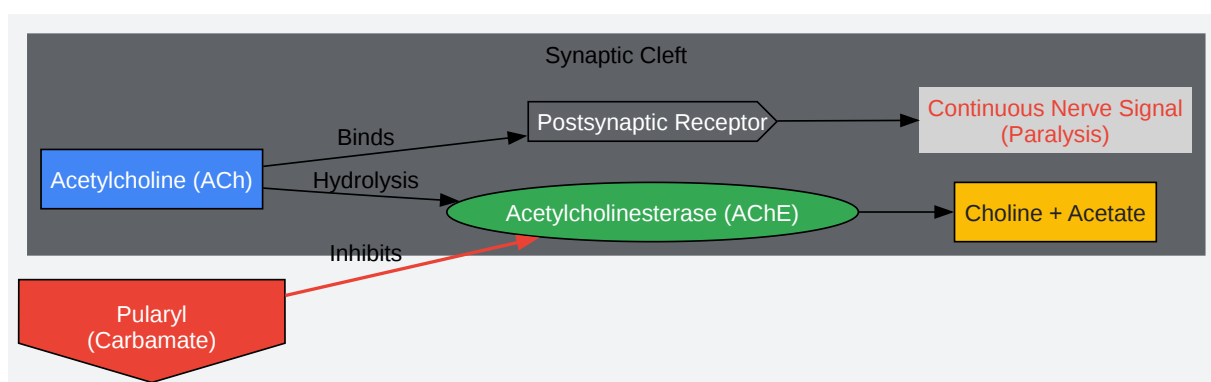 Synaptic Cleft
Acetylcholine (ACh)
Binds
Hydrolysis
Postsynaptic Receptor
Continuous Nerve Signal
(Paralysis)
Acetylcholinesterase (AChE)
Choline + Acetate
Inhibits
Pularyl
(Carbamate)